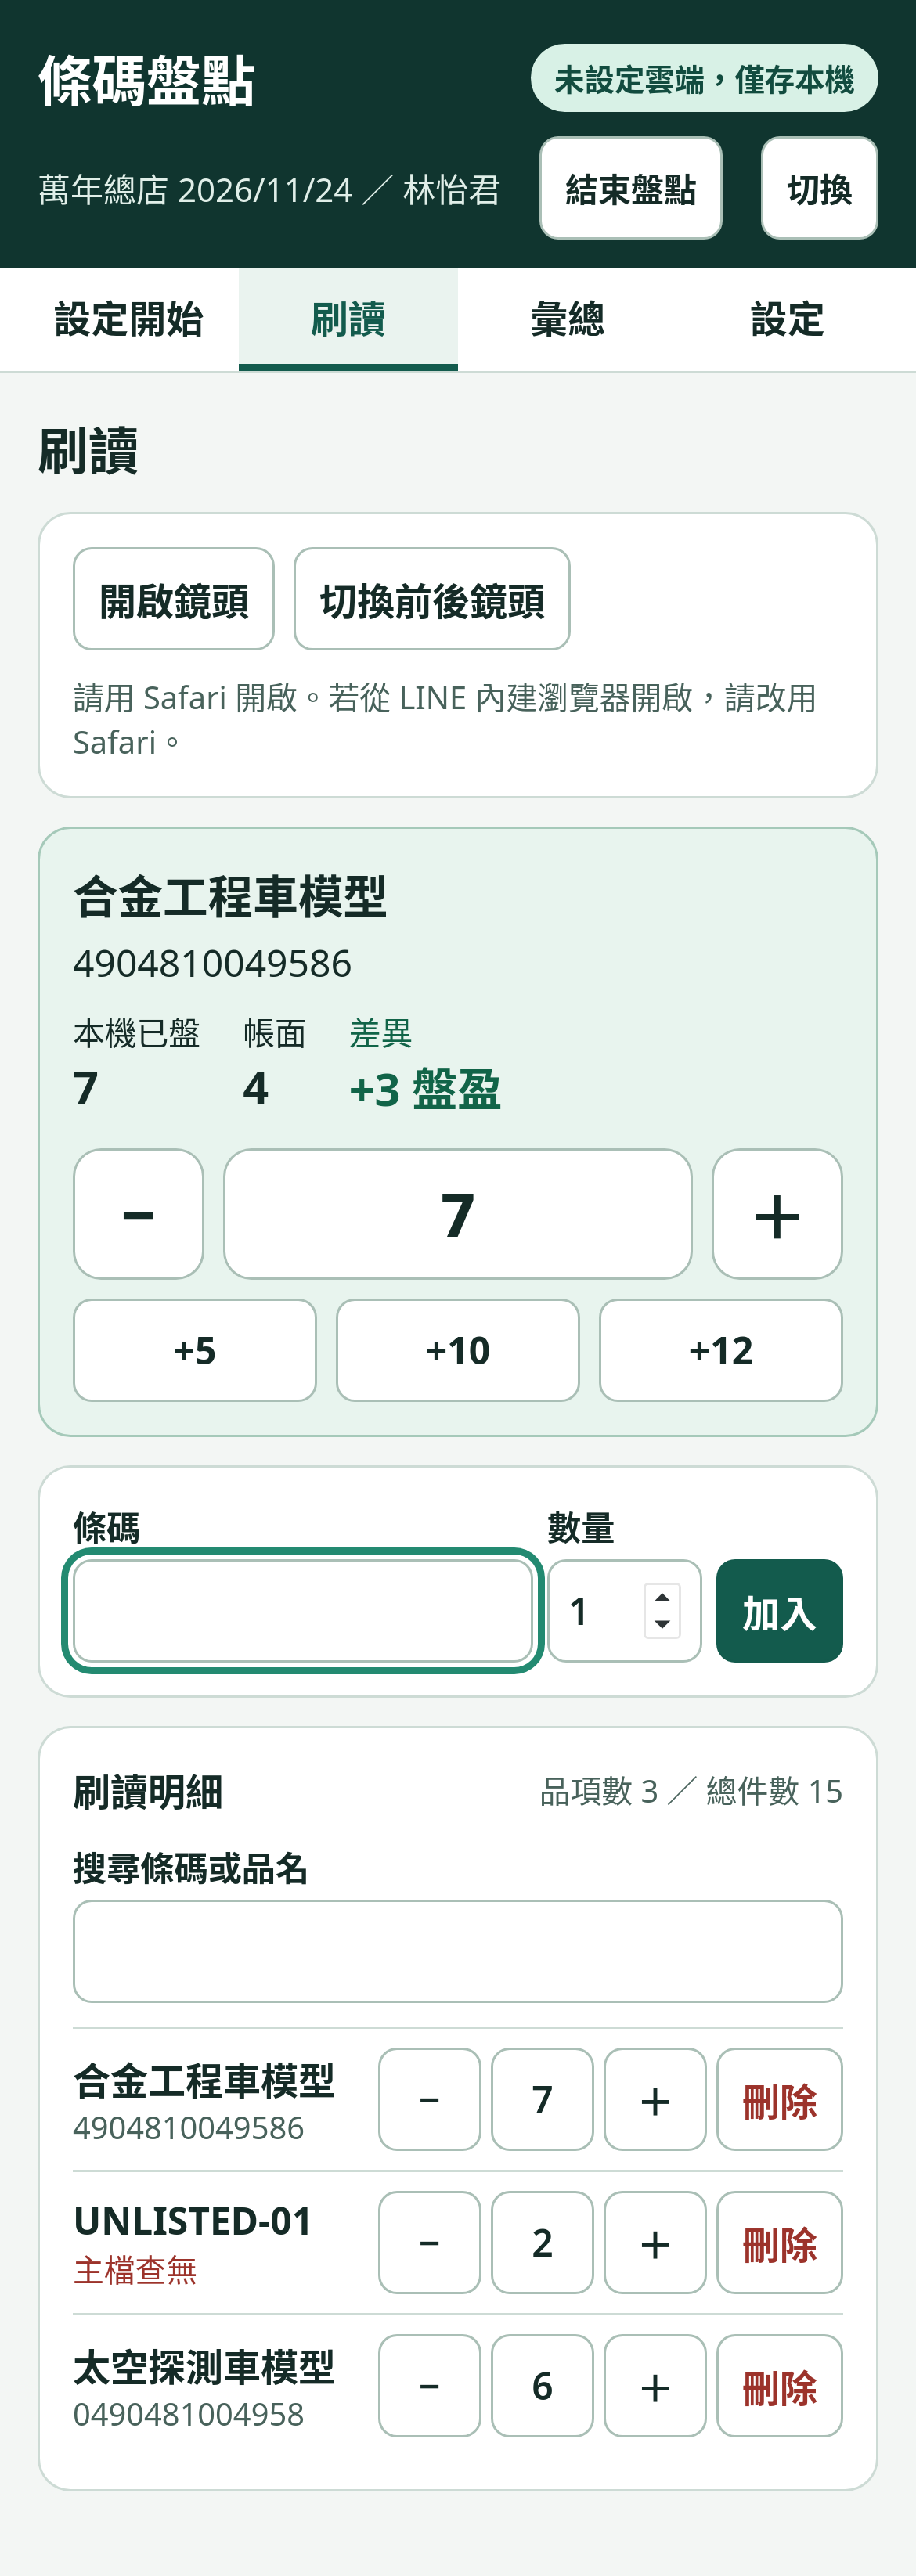 條碼盤點
未設定雲端，僅存本機
萬年總店 2026/11/24 ／ 林怡君
結束盤點
切換
設定開始
刷讀
彙總
設定
刷讀
開啟鏡頭
切換前後鏡頭
請用 Safari 開啟。若從 LINE 內建瀏覽器開啟，請改用
Safari。
合金工程車模型
4904810049586
本機已盤
帳面
差異
7
4
+3 盤盈
−
7
＋
+5
+10
+12
條碼
數量
1
加入
刷讀明細
品項數 3 ／ 總件數 15
搜尋條碼或品名
合金工程車模型
4904810049586
−
7
＋
刪除
UNLISTED-01
主檔查無
−
2
＋
刪除
太空探測車模型
0490481004958
−
6
＋
刪除